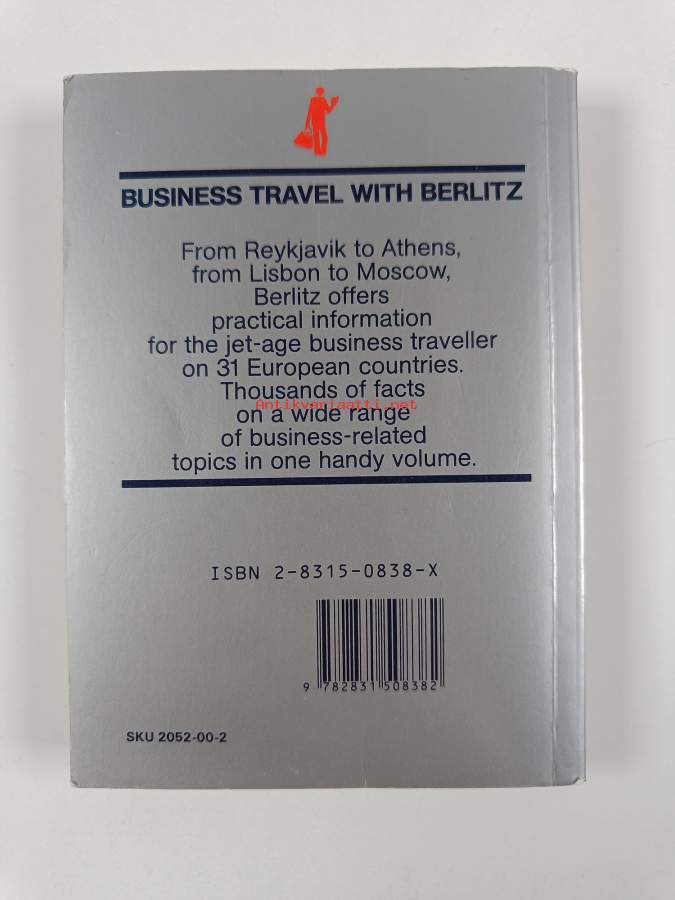 BUSINESS TRAVEL WITH BERLITZ
From Reykjavik to Athens,
from Lisbon to Moscow,
Berlitz offers
practical information
for the jet-age business traveller
on 31 European countries.
Thousands of facts
Antikvariaatti.net
on a wide range
of business-related
topics in one handy volume.
ISBN 2-8315-0838-X
9 782831 508382
SKU 2052-00-2